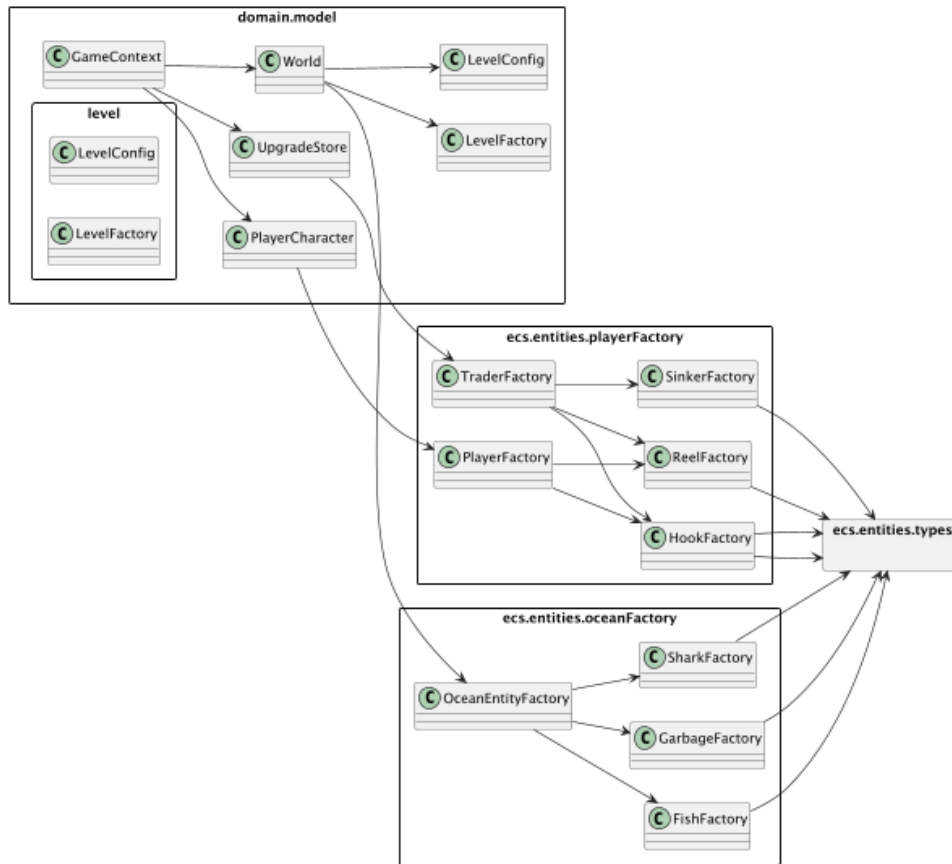 domain.model
C GameContext
C World
C LevelConfig
level
C LevelConfig
C UpgradeStore
C LevelFactory
C LevelFactory
C PlayerCharacter
ecs.entities.playerFactory
C TraderFactory
C SinkerFactory
C PlayerFactory
C ReelFactory
C HookFactory
ecs.entities.types
ecs.entities.oceanFactory
C SharkFactory
C OceanEntityFactory
C GarbageFactory
C FishFactory